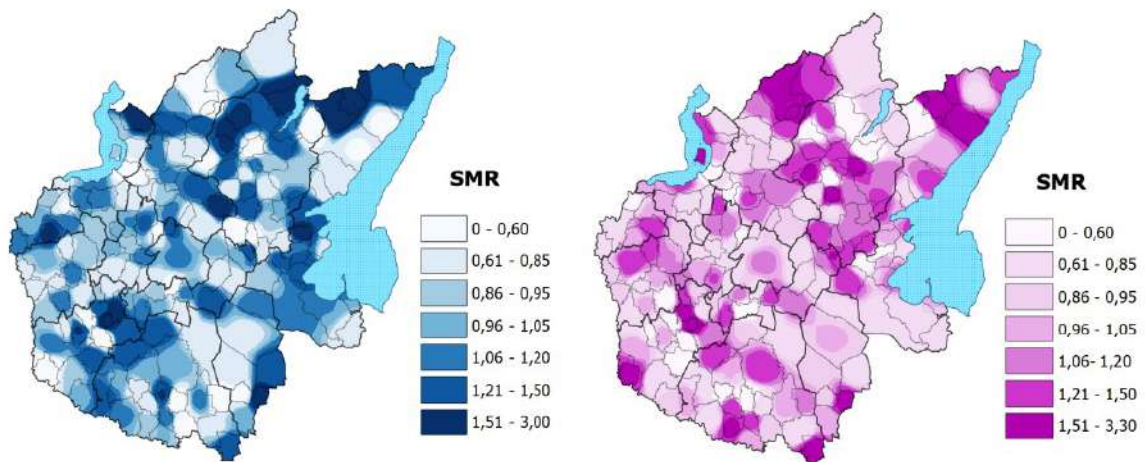 SMR
0 - 0,60
0,61 - 0,85
0,86 - 0,95
0,96 - 1,05
1,06 - 1,20
1,21 - 1,50
1,51 - 3,00
SMR
0 - 0,60
0,61 - 0,85
0,86 - 0,95
0,96 - 1,05
1,06- 1,20
1,21 - 1,50
1,51 - 3,30